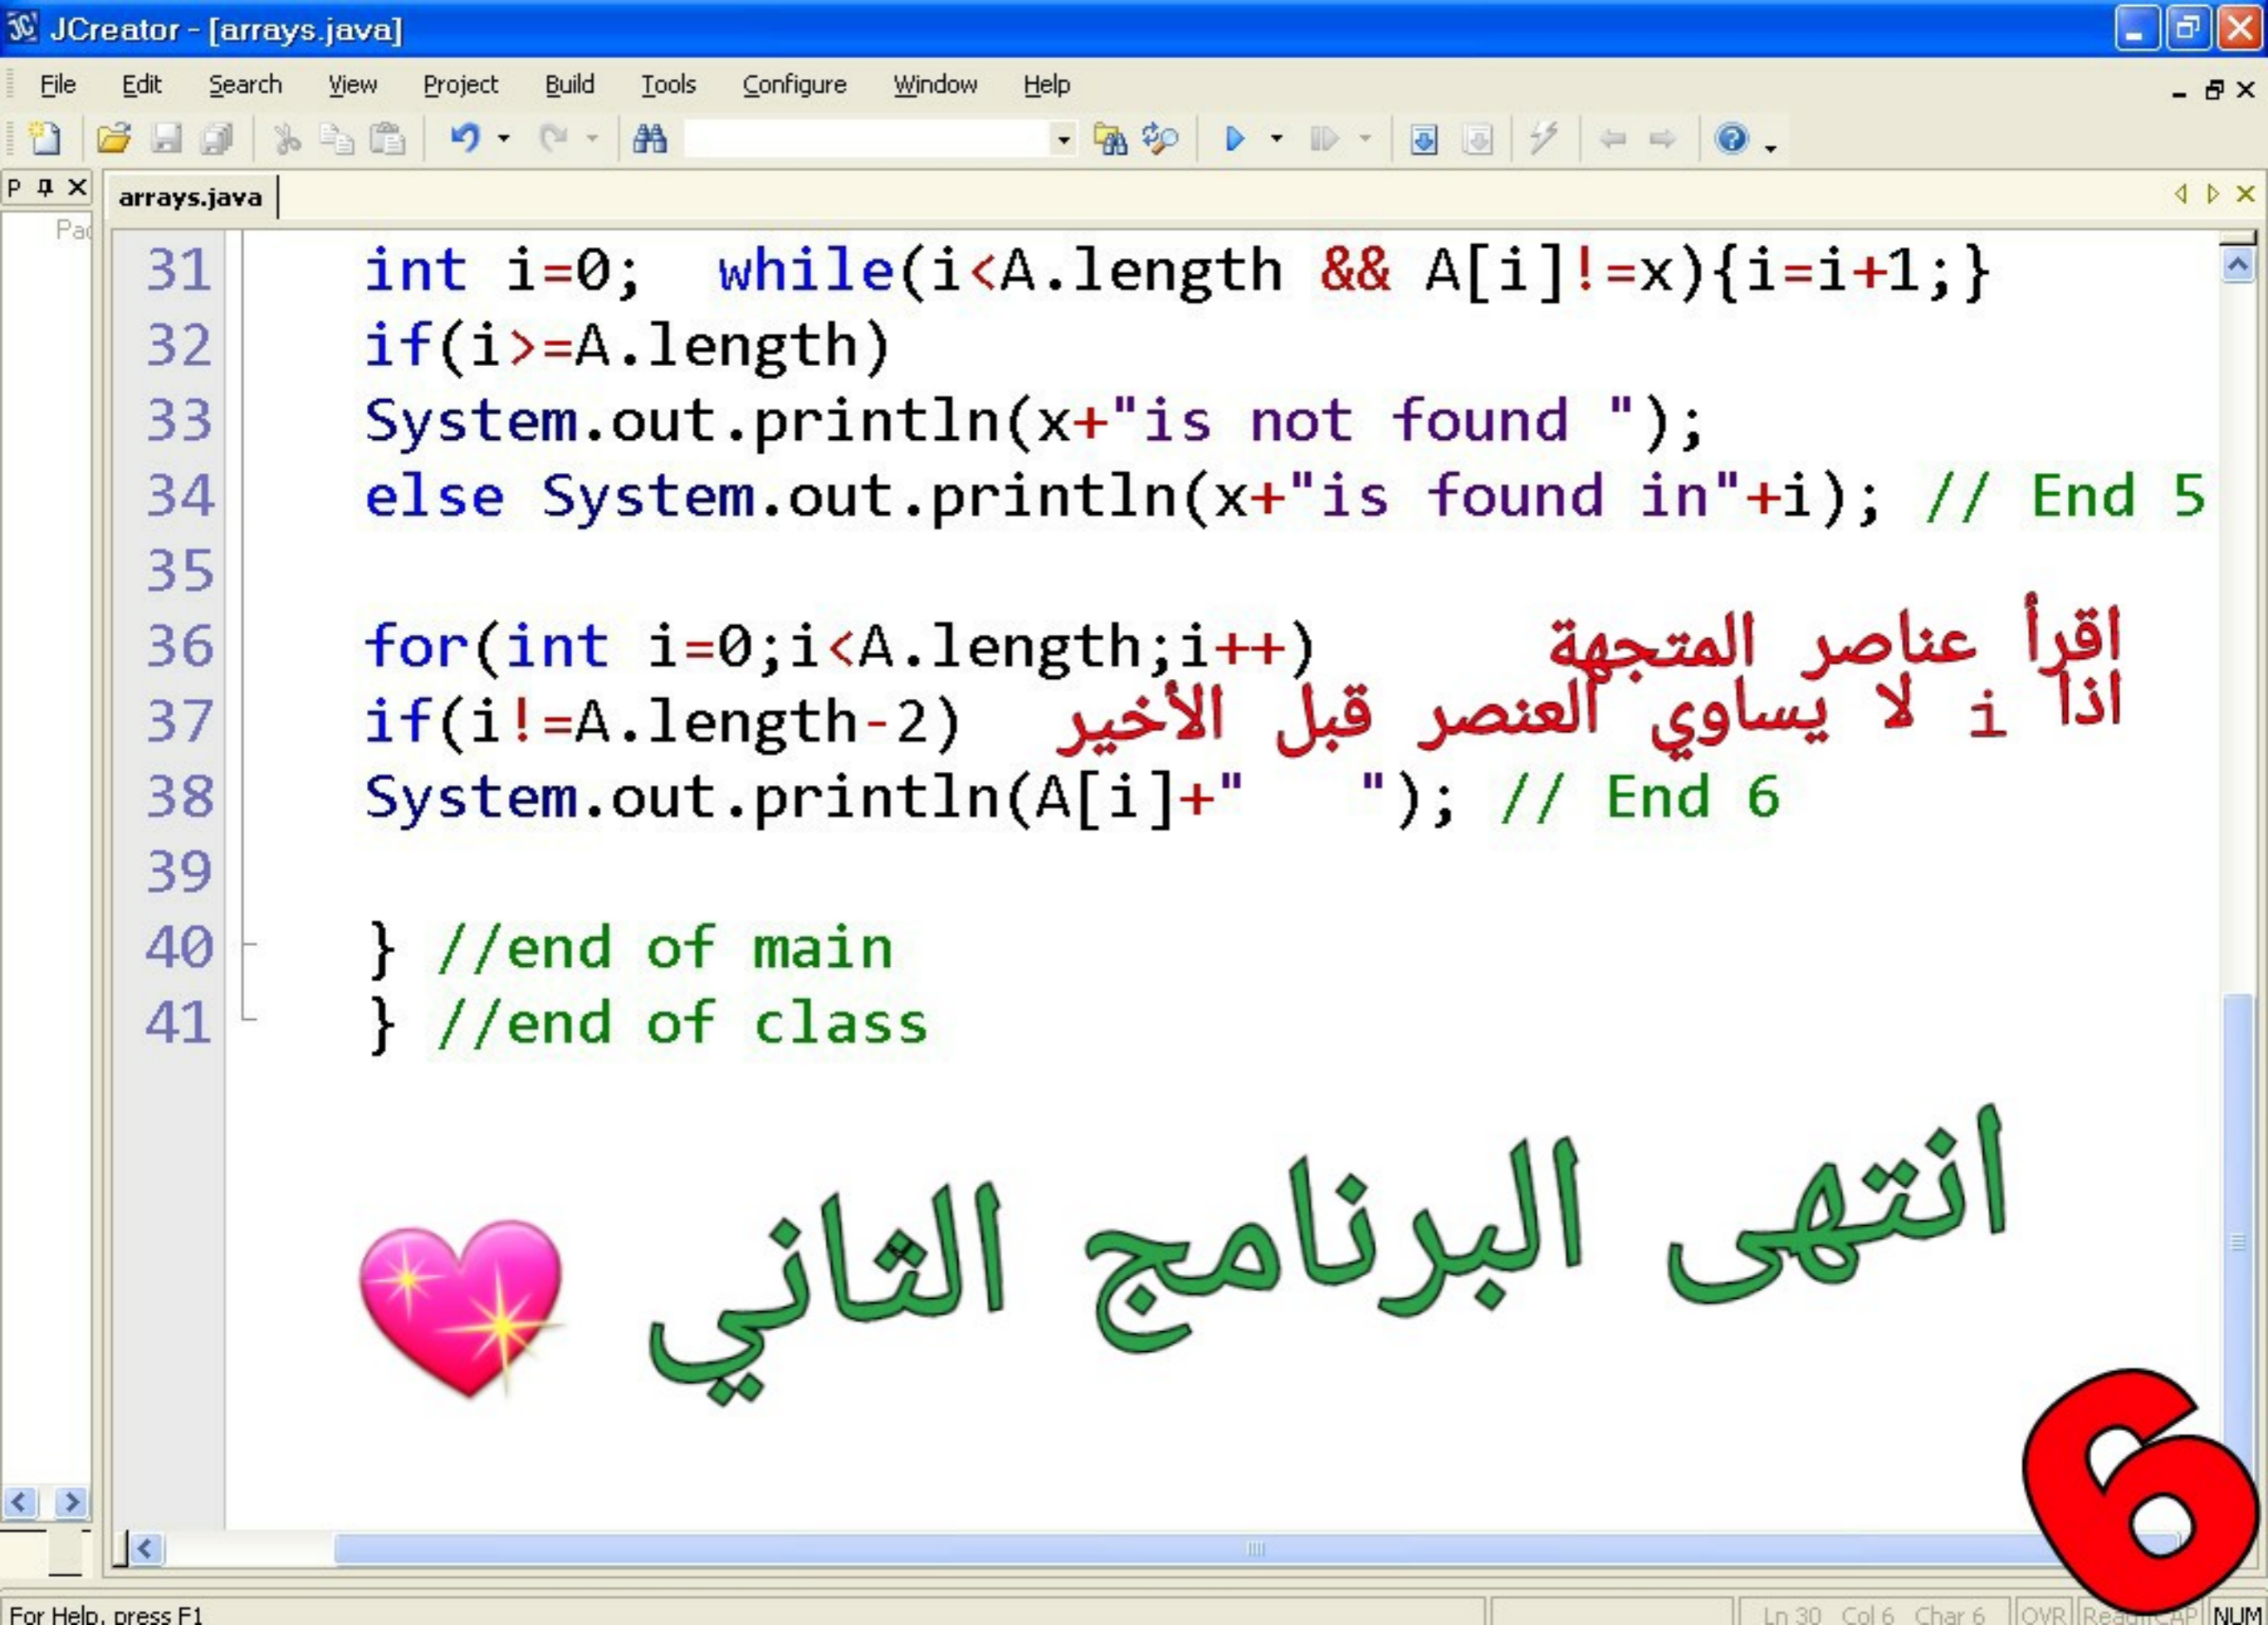 JCreator - [arrays.java]
File Edit Search View Project Build Tools Configure Window Help
P
arrays.java
31 int i=0;  while(i<A.length && A[i]!=x){i=i+1;}
32 if(i>=A.length)
33 System.out.println(x+"is not found ");
34 else System.out.println(x+"is found in"+i); // End 5
35
36 for(int i=0;i<A.length;i++) اقرأ عناصر المتجهة
37 if(i!=A.length-2) اذا i لا يساوي العنصر قبل الأخير
38 System.out.println(A[i]+"   "); // End 6
39
40 } //end of main
41 } //end of class
انتهى البرنامج الثاني
6
For Help, press F1 Ln 30 Col 6 Char 6 OVR NUM